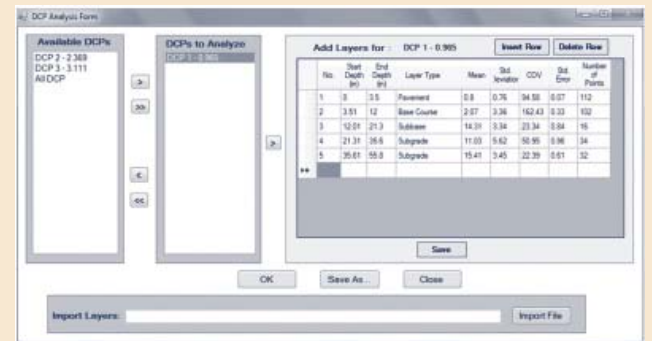 DCP Analysis Form
Available DCPs
DCP 2 - 2.369
DCP 3 - 3.111
All DCP
>
>>
<
<<
DCPs to Analyze
DCP 1 - 0.965
>
Add Layers for : DCP 1 - 0.965 Insert Row Delete Row
No. Start Depth (in) End Depth (in) Layer Type Mean Std. deviation COV Std. Error Number of Points
1 0 3.5 Pavement 0.8 0.76 94.58 0.07 112
2 3.51 12 Base Course 2.07 3.36 162.43 0.33 102
3 12.01 21.3 Subbase 14.31 3.34 23.34 0.84 16
4 21.31 35.6 Subgrade 11.03 5.62 50.95 0.96 34
5 35.61 55.8 Subgrade 15.41 3.45 22.39 0.61 32
Save
OK Save As... Close
Import Layers: Import File